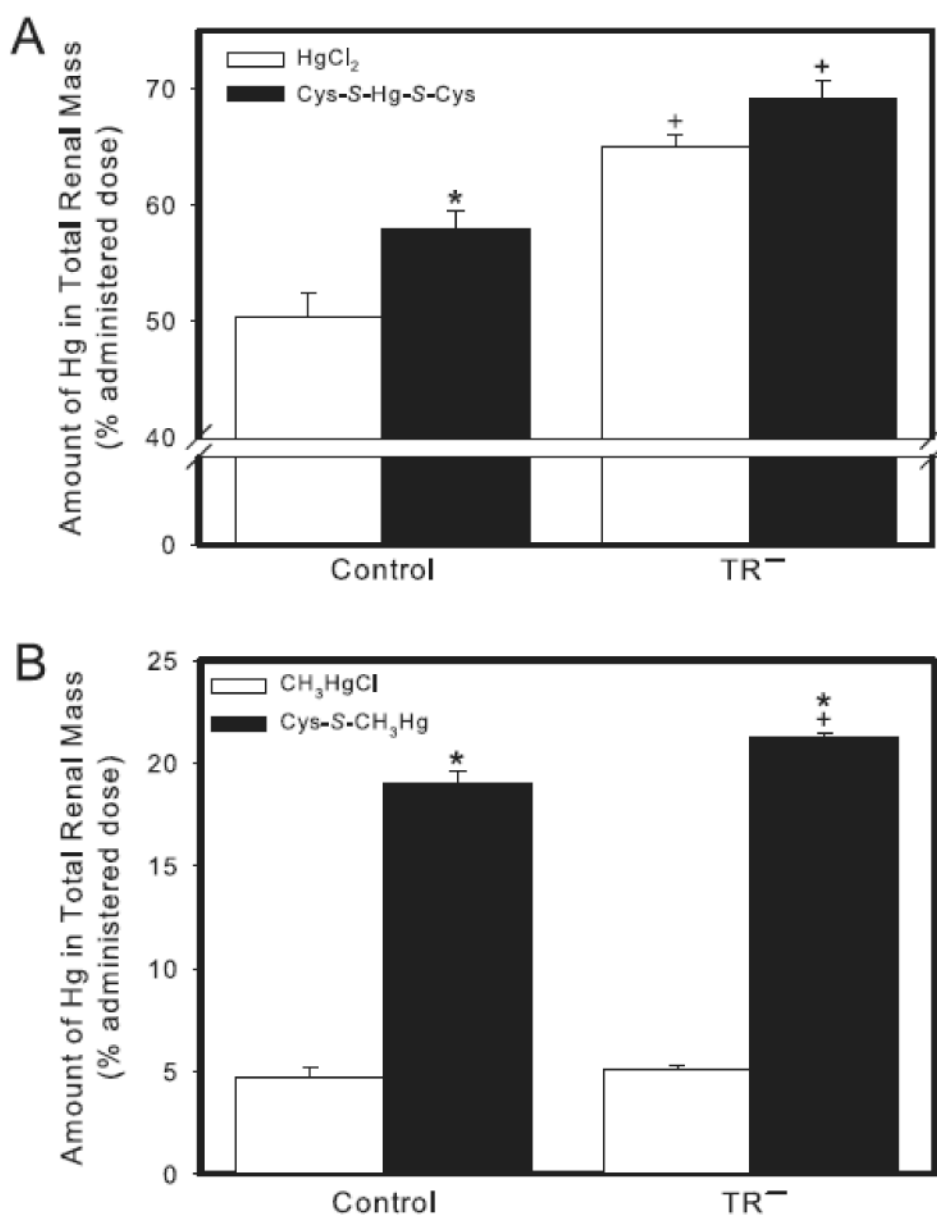 A
Amount of Hg in Total Renal Mass
(% administered dose)
HgCl₂
Cys-S-Hg-S-Cys
70
60
50
40
0
*
+
+
Control
TR⁻
B
Amount of Hg in Total Renal Mass
(% administered dose)
CH₃HgCl
Cys-S-CH₃Hg
25
20
15
10
5
0
*
*
+
Control
TR⁻